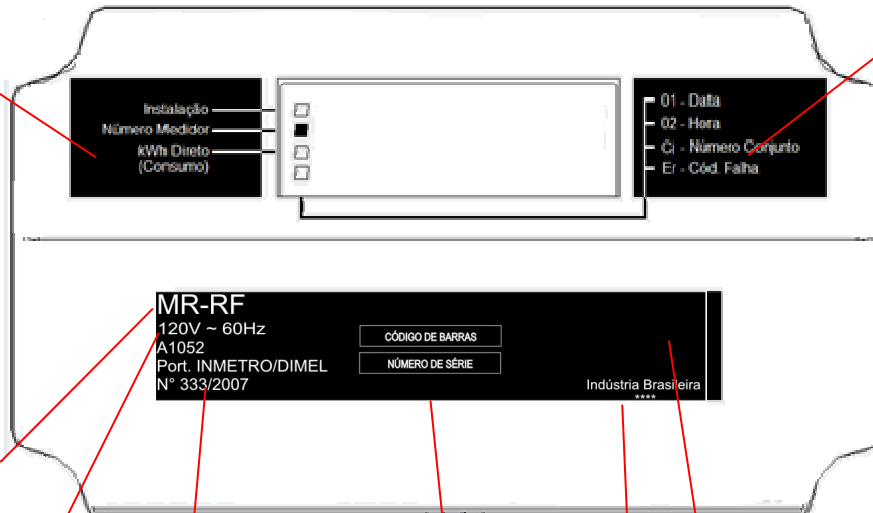 Instalação
Número Medidor
kWh Direto
(Consumo)
01 - Data
02 - Hora
Cj - Número Conjunto
Er - Cód. Falha
MR-RF
120V ~ 60Hz
A1052
Port. INMETRO/DIMEL
N° 333/2007
CÓDIGO DE BARRAS
NÚMERO DE SÉRIE
Indústria Brasileira
****